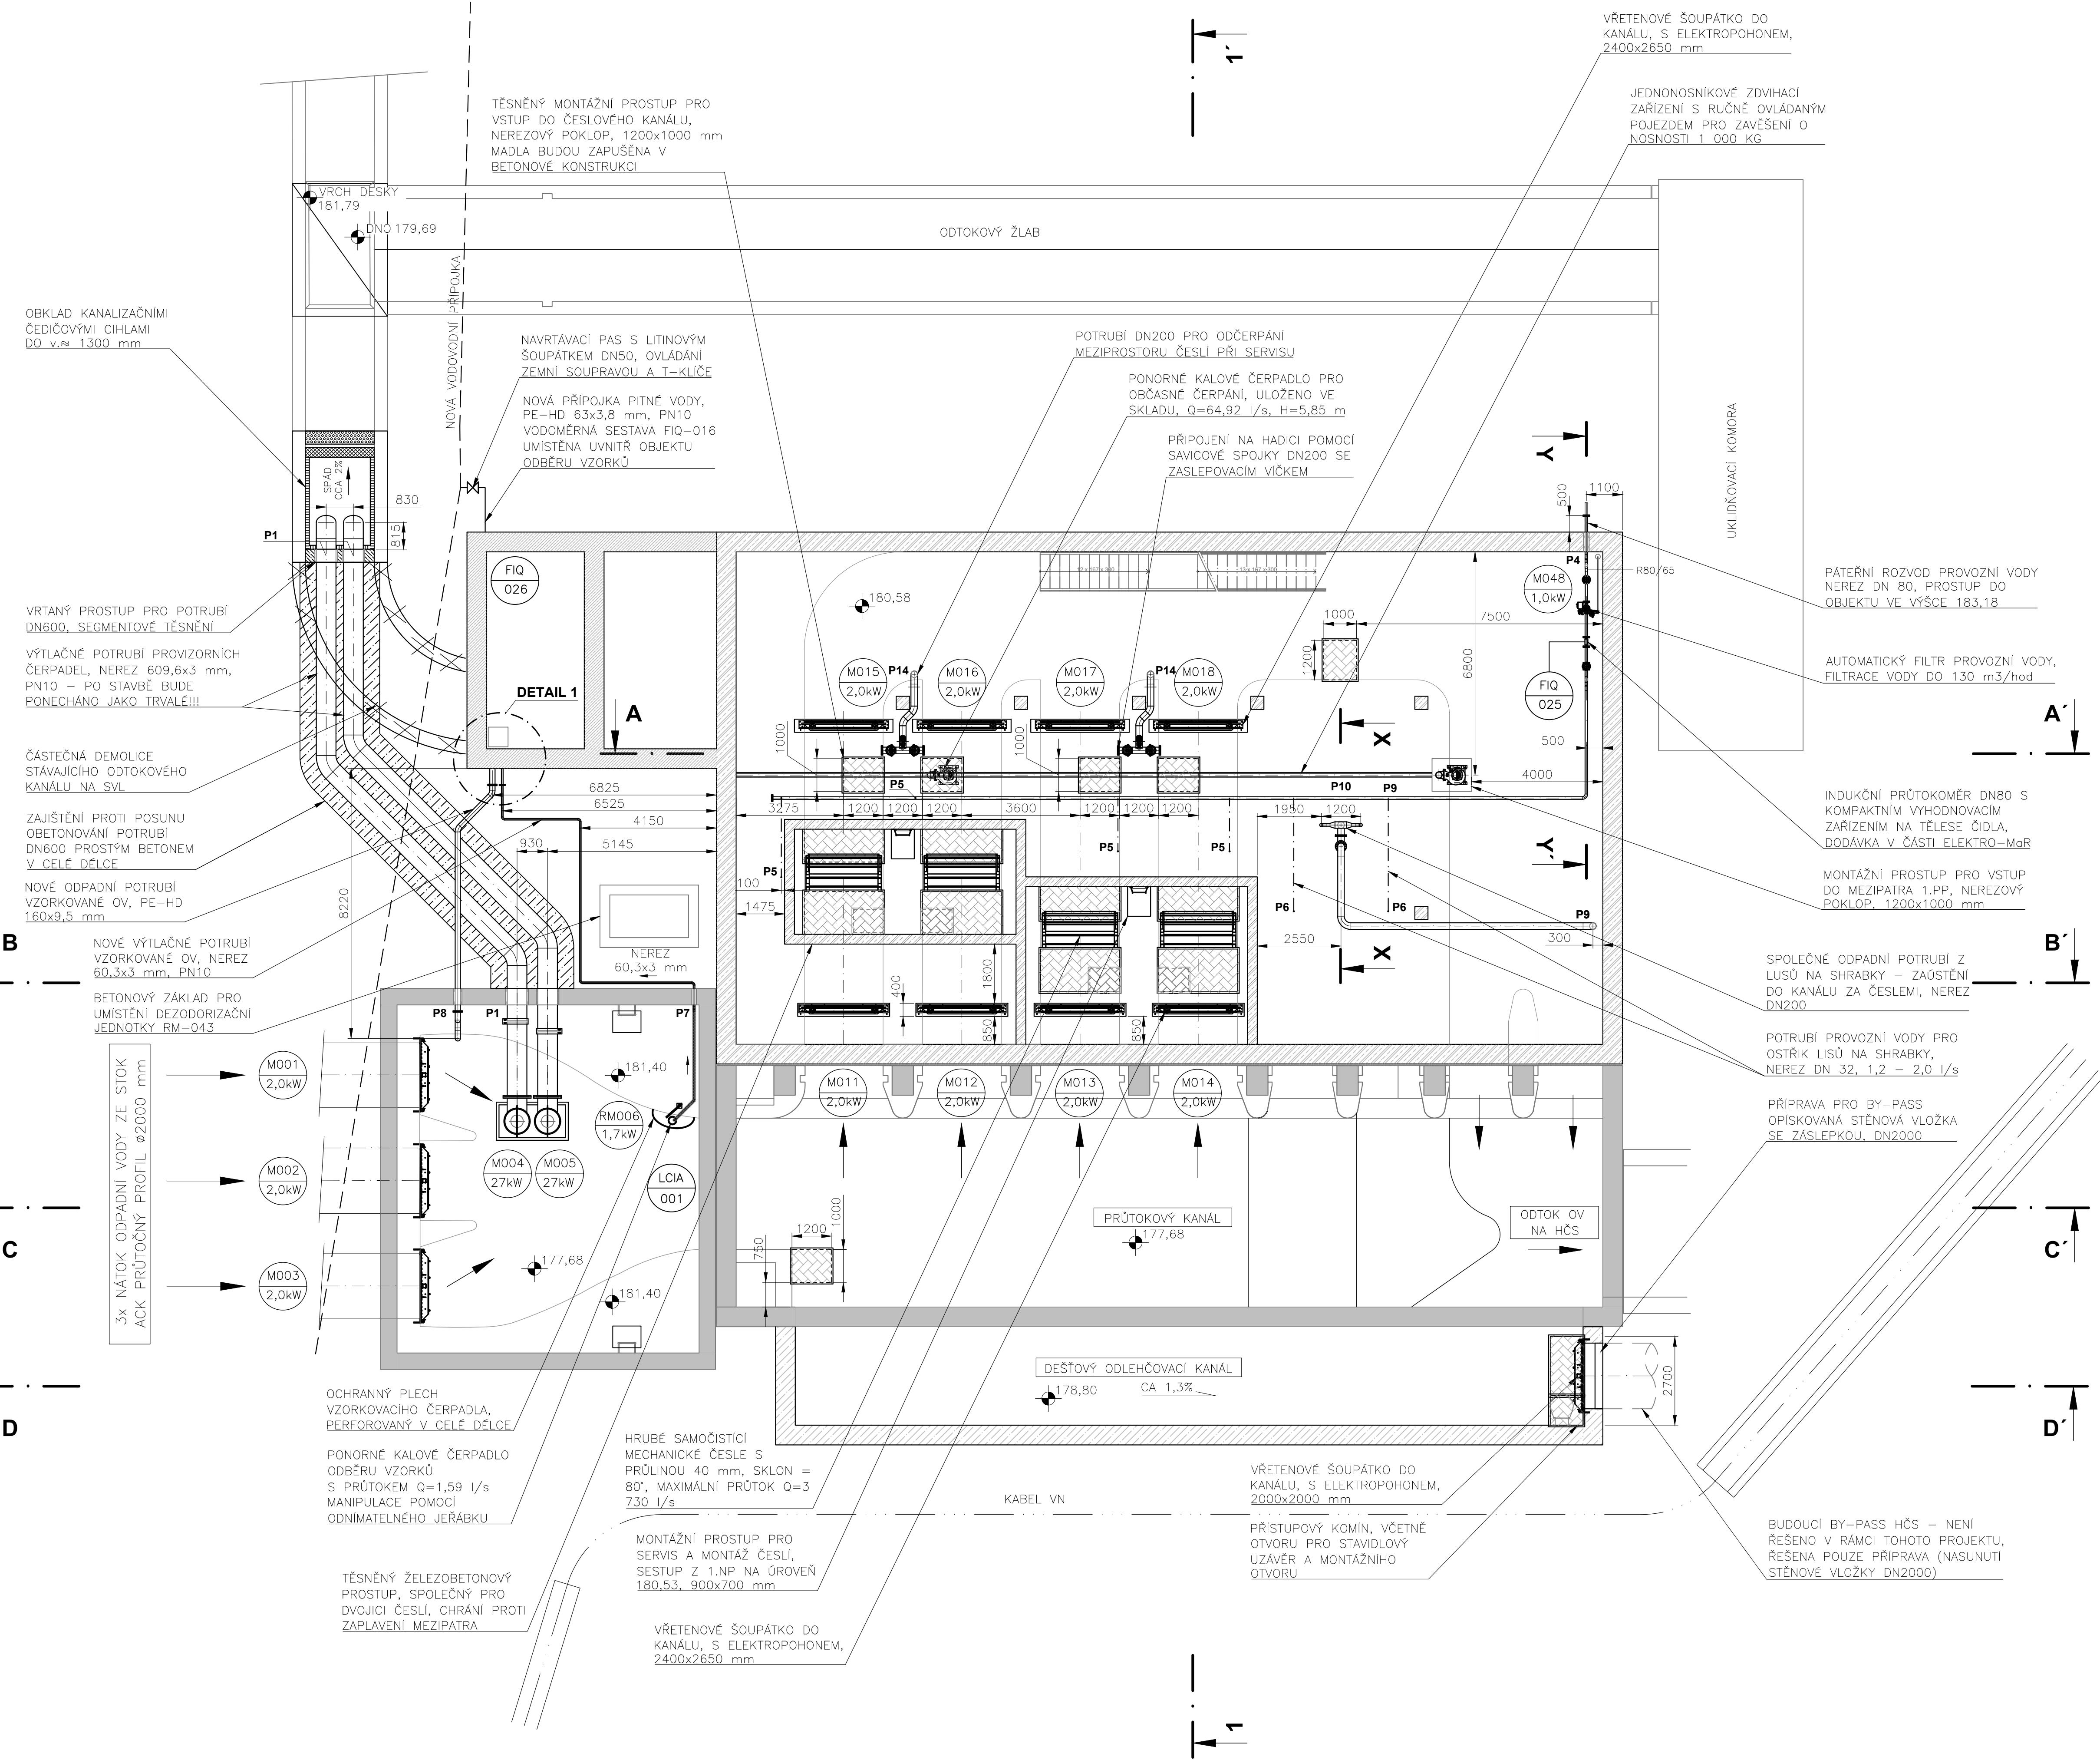 1´
VŘETENOVÉ ŠOUPÁTKO DO
KANÁLU, S ELEKTROPOHONEM,
2400x2650 mm
JEDNONOSNÍKOVÉ ZDVIHACÍ
ZAŘÍZENÍ S RUČNĚ OVLÁDANÝM
POJEZDEM PRO ZAVĚŠENÍ O
NOSNOSTI 1 000 KG
TĚSNĚNÝ MONTÁŽNÍ PROSTUP PRO
VSTUP DO ČESLOVÉHO KANÁLU,
NEREZOVÝ POKLOP, 1200x1000 mm
MADLA BUDOU ZAPUŠĚNA V
BETONOVÉ KONSTRUKCI
VRCH DESKY
181,79
DNO 179,69
ODTOKOVÝ ŽLAB
NOVÁ VODOVODNÍ PŘÍPOJKA
UKLIDŇOVACÍ KOMORA
OBKLAD KANALIZAČNÍMI
ČEDIČOVÝMI CIHLAMI
DO v.≈ 1300 mm
NAVRTÁVACÍ PAS S LITINOVÝM
ŠOUPÁTKEM DN50, OVLÁDÁNÍ
ZEMNÍ SOUPRAVOU A T-KLÍČE
NOVÁ PŘÍPOJKA PITNÉ VODY,
PE-HD 63x3,8 mm, PN10
VODOMĚRNÁ SESTAVA FIQ-016
UMÍSTĚNA UVNITŘ OBJEKTU
ODBĚRU VZORKŮ
POTRUBÍ DN200 PRO ODČERPÁNÍ
MEZIPROSTORU ČESLÍ PŘI SERVISU
PONORNÉ KALOVÉ ČERPADLO PRO
OBČASNÉ ČERPÁNÍ, ULOŽENO VE
SKLADU, Q=64,92 l/s, H=5,85 m
PŘIPOJENÍ NA HADICI POMOCÍ
SAVICOVÉ SPOJKY DN200 SE
ZASLEPOVACÍM VÍČKEM
SPÁD
CCA 2%
830
815
P1
Y
500
1100
P4
R80/65
FIQ
026
180,58
M048
1,0kW
1000
7500
1200
6800
PÁTEŘNÍ ROZVOD PROVOZNÍ VODY
NEREZ DN 80, PROSTUP DO
OBJEKTU VE VÝŠCE 183,18
VRTANÝ PROSTUP PRO POTRUBÍ
DN600, SEGMENTOVÉ TĚSNĚNÍ
VÝTLAČNÉ POTRUBÍ PROVIZORNÍCH
ČERPADEL, NEREZ 609,6x3 mm,
PN10 – PO STAVBĚ BUDE
PONECHÁNO JAKO TRVALÉ!!!
DETAIL 1
A
M015
2,0kW
P14
M016
2,0kW
M017
2,0kW
P14
M018
2,0kW
FIQ
025
AUTOMATICKÝ FILTR PROVOZNÍ VODY,
FILTRACE VODY DO 130 m3/hod
A´
ČÁSTEČNÁ DEMOLICE
STÁVAJÍCÍHO ODTOKOVÉHO
KANÁLU NA SVL
1000
1000
X
500
4000
6825
6525
4150
930
5145
P5
P10
P9
3275
1200
1200
1200
3600
1200
1200
1200
1950
1200
INDUKČNÍ PRŮTOKOMĚR DN80 S
KOMPAKTNÍM VYHODNOVACÍM
ZAŘÍZENÍM NA TĚLESE ČIDLA,
DODÁVKA V ČÁSTI ELEKTRO-MaR
ZAJIŠTĚNÍ PROTI POSUNU
OBETONOVÁNÍ POTRUBÍ
DN600 PROSTÝM BETONEM
V CELÉ DÉLCE
NOVÉ ODPADNÍ POTRUBÍ
VZORKOVANÉ OV, PE-HD
160x9,5 mm
8220
P5
P5
P5
Y´
100
1475
P6
P6
P9
MONTÁŽNÍ PROSTUP PRO VSTUP
DO MEZIPATRA 1.PP, NEREZOVÝ
POKLOP, 1200x1000 mm
B
NOVÉ VÝTLAČNÉ POTRUBÍ
VZORKOVANÉ OV, NEREZ
60,3x3 mm, PN10
NEREZ
60,3x3 mm
2550
300
X
B´
1800
400
850
850
SPOLEČNÉ ODPADNÍ POTRUBÍ Z
LUSŮ NA SHRABKY – ZAÚSTĚNÍ
DO KANÁLU ZA ČESLEMI, NEREZ
DN200
BETONOVÝ ZÁKLAD PRO
UMÍSTĚNÍ DEZODORIZAČNÍ
JEDNOTKY RM-043
P8
P1
P7
POTRUBÍ PROVOZNÍ VODY PRO
OSTŘIK LISŮ NA SHRABKY,
NEREZ DN 32, 1,2 – 2,0 l/s
3x NÁTOK ODPADNÍ VODY ZE STOK
ACK PRŮTOČNÝ PROFIL ø2000 mm
M001
2,0kW
181,40
M011
2,0kW
M012
2,0kW
M013
2,0kW
M014
2,0kW
RM006
1,7kW
PŘÍPRAVA PRO BY-PASS
OPÍSKOVANÁ STĚNOVÁ VLOŽKA
SE ZÁSLEPKOU, DN2000
M002
2,0kW
M004
27kW
M005
27kW
LCIA
001
C
PRŮTOKOVÝ KANÁL
177,68
ODTOK OV
NA HČS
C´
1200
1000
750
M003
2,0kW
177,68
181,40
DEŠŤOVÝ ODLEHČOVACÍ KANÁL
178,80
CA 1,3%
2700
D
D´
OCHRANNÝ PLECH
VZORKOVACÍHO ČERPADLA,
PERFOROVANÝ V CELÉ DÉLCE
PONORNÉ KALOVÉ ČERPADLO
ODBĚRU VZORKŮ
S PRŮTOKEM Q=1,59 l/s
MANIPULACE POMOCÍ
ODNÍMATELNÉHO JEŘÁBKU
HRUBÉ SAMOČISTÍCÍ
MECHANICKÉ ČESLE S
PRŮLINOU 40 mm, SKLON =
80°, MAXIMÁLNÍ PRŮTOK Q=3
730 l/s
KABEL VN
VŘETENOVÉ ŠOUPÁTKO DO
KANÁLU, S ELEKTROPOHONEM,
2000x2000 mm
PŘÍSTUPOVÝ KOMÍN, VČETNĚ
OTVORU PRO STAVIDLOVÝ
UZÁVĚR A MONTÁŽNÍHO
OTVORU
BUDOUCÍ BY-PASS HČS – NENÍ
ŘEŠENO V RÁMCI TOHOTO PROJEKTU,
ŘEŠENA POUZE PŘÍPRAVA (NASUNUTÍ
STĚNOVÉ VLOŽKY DN2000)
MONTÁŽNÍ PROSTUP PRO
SERVIS A MONTÁŽ ČESLÍ,
SESTUP Z 1.NP NA ÚROVEŇ
180,53, 900x700 mm
TĚSNĚNÝ ŽELEZOBETONOVÝ
PROSTUP, SPOLEČNÝ PRO
DVOJICI ČESLÍ, CHRÁNÍ PROTI
ZAPLAVENÍ MEZIPATRA
VŘETENOVÉ ŠOUPÁTKO DO
KANÁLU, S ELEKTROPOHONEM,
2400x2650 mm
1